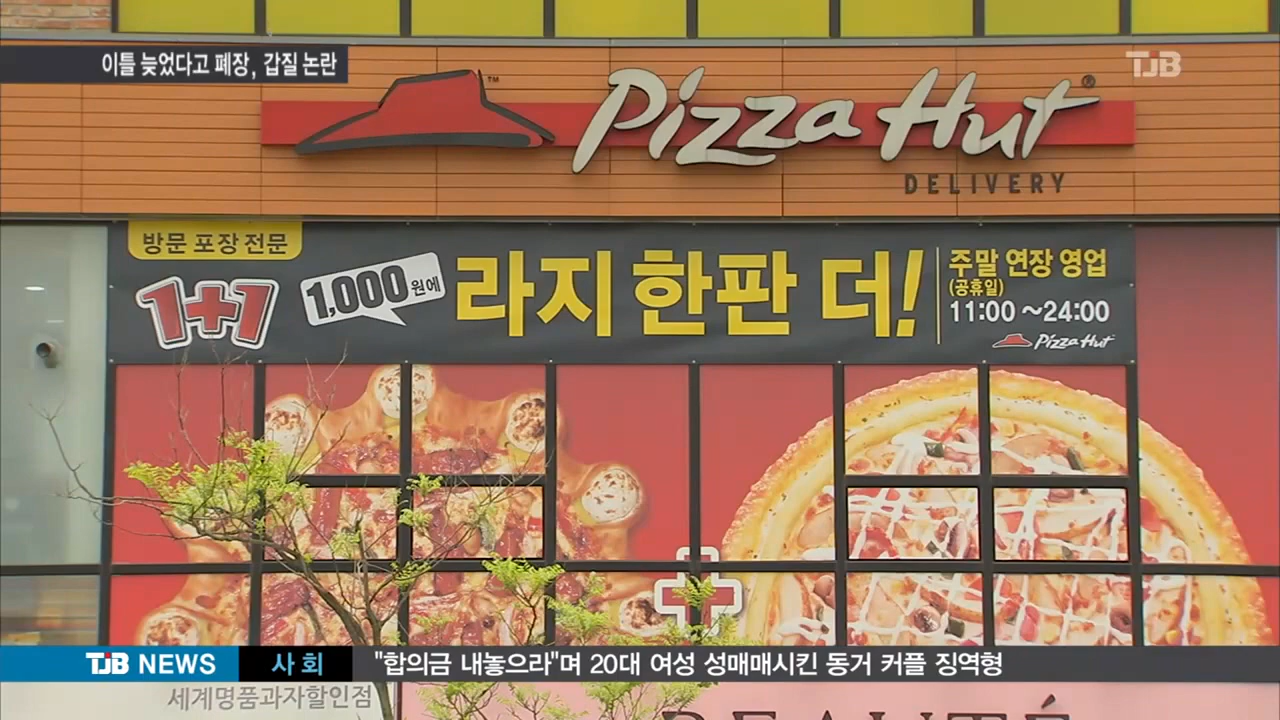 이틀 늦었다고 폐장, 갑질 논란
TJB
Pizza Hut
DELIVERY
방문 포장 전문
1+1
1,000원에
라지 한판 더!
주말 연장 영업
(공휴일)
11:00 ~24:00
Pizza Hut
TJB NEWS
사 회
"합의금 내놓으라"며 20대 여성 성매매시킨 동거 커플 징역형
세계명품과자할인점
BEAUTÉ